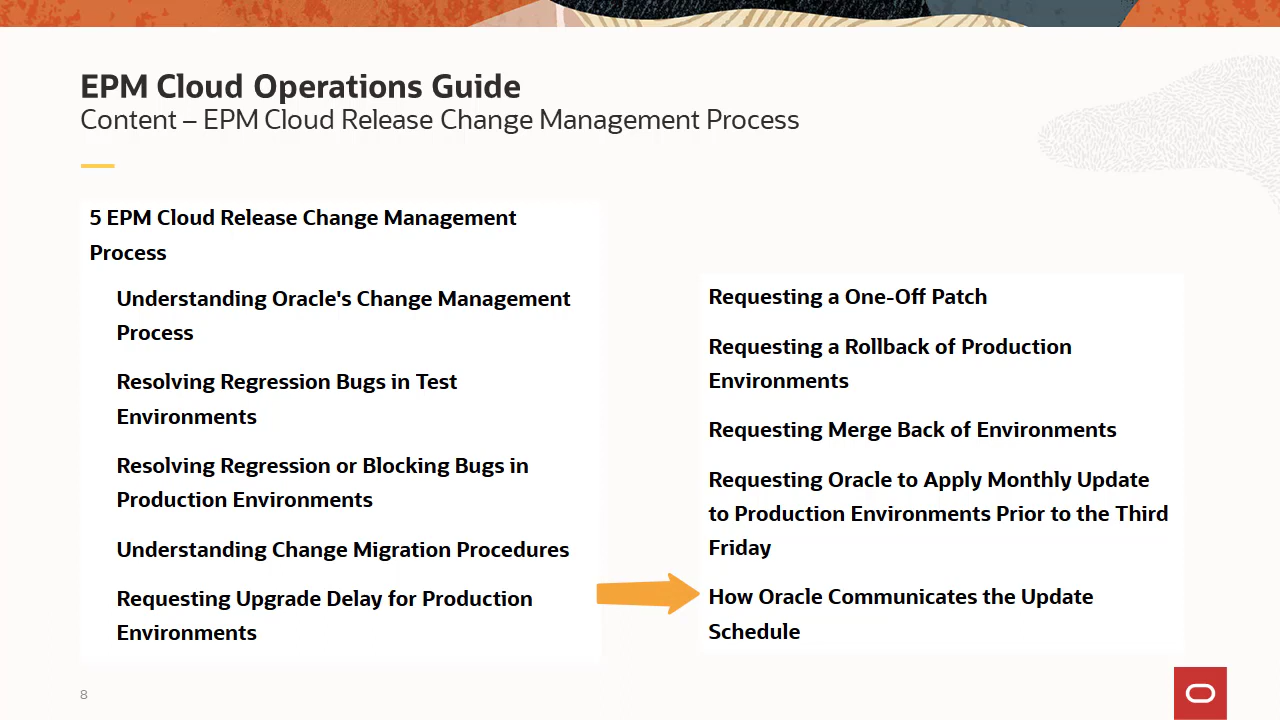 EPM Cloud Operations Guide
Content – EPM Cloud Release Change Management Process
5 EPM Cloud Release Change Management
Process
Understanding Oracle's Change Management
Process
Resolving Regression Bugs in Test
Environments
Resolving Regression or Blocking Bugs in
Production Environments
Understanding Change Migration Procedures
Requesting Upgrade Delay for Production
Environments
Requesting a One-Off Patch
Requesting a Rollback of Production
Environments
Requesting Merge Back of Environments
Requesting Oracle to Apply Monthly Update
to Production Environments Prior to the Third
Friday
How Oracle Communicates the Update
Schedule
8